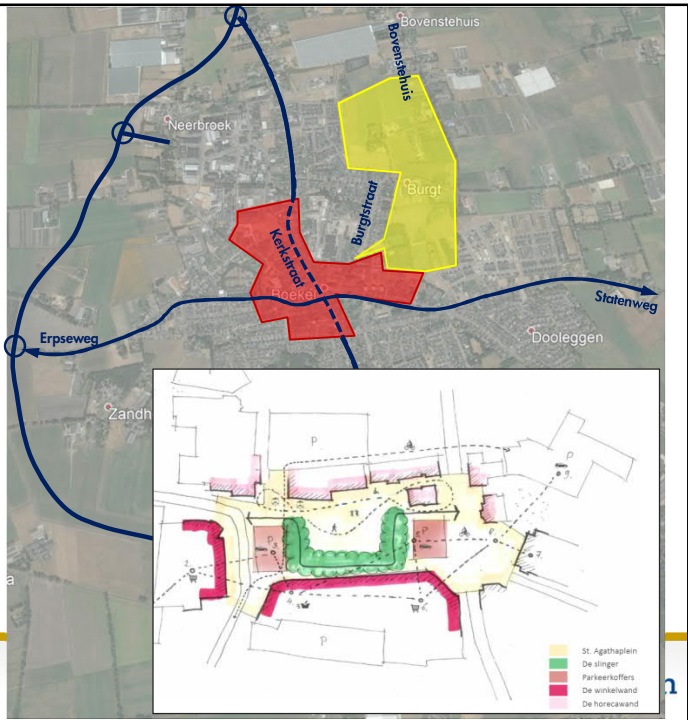 Bovenstehuis
Bovenstehuis
Neerbroek
Burgt
Burgtstraat
Kerkstraat
Boekel
Statenweg
Erpseweg
Dooleggen
Zandh
a
P
P
P
P
P
St. Agathaplein
De slinger
Parkeerkoffers
De winkelwand
De horecawand
n